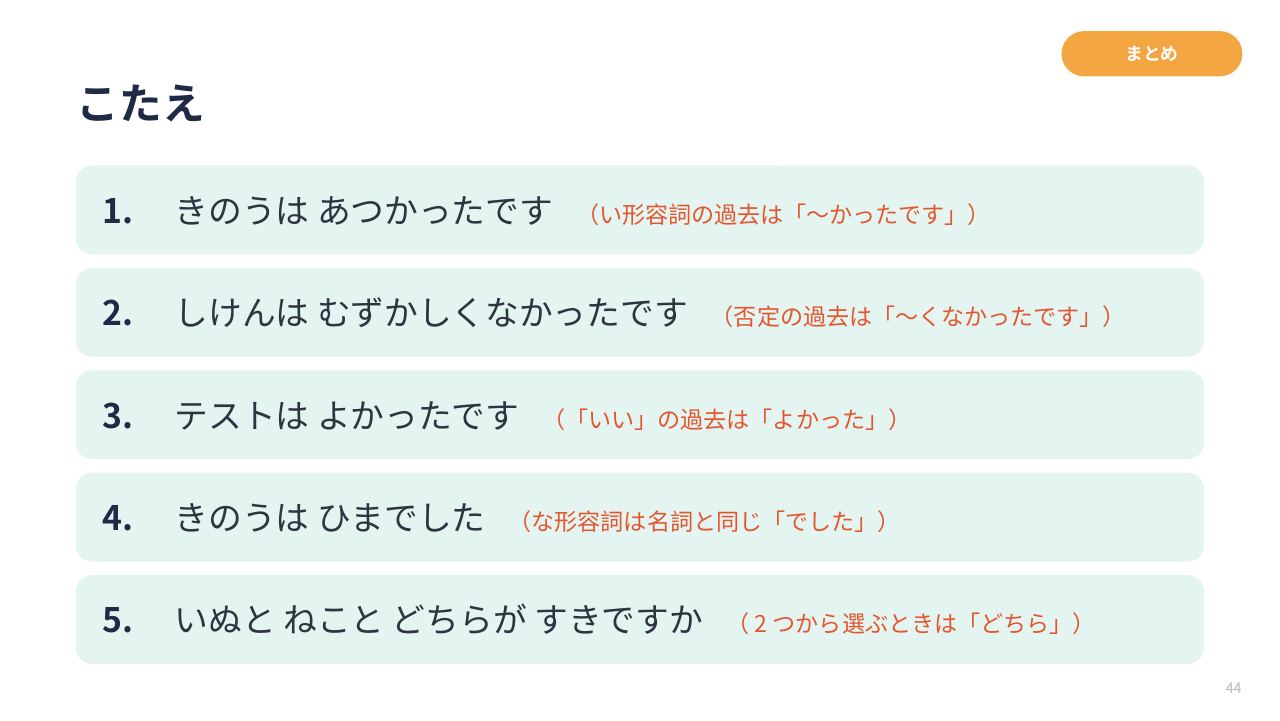 まとめ
こたえ
1. きのうは あつかったです （い形容詞の過去は「～かったです」）
2. しけんは むずかしくなかったです （否定の過去は「～くなかったです」）
3. テストは よかったです （「いい」の過去は「よかった」）
4. きのうは ひまでした （な形容詞は名詞と同じ「でした」）
5. いぬと ねこと どちらが すきですか （２つから選ぶときは「どちら」）
44